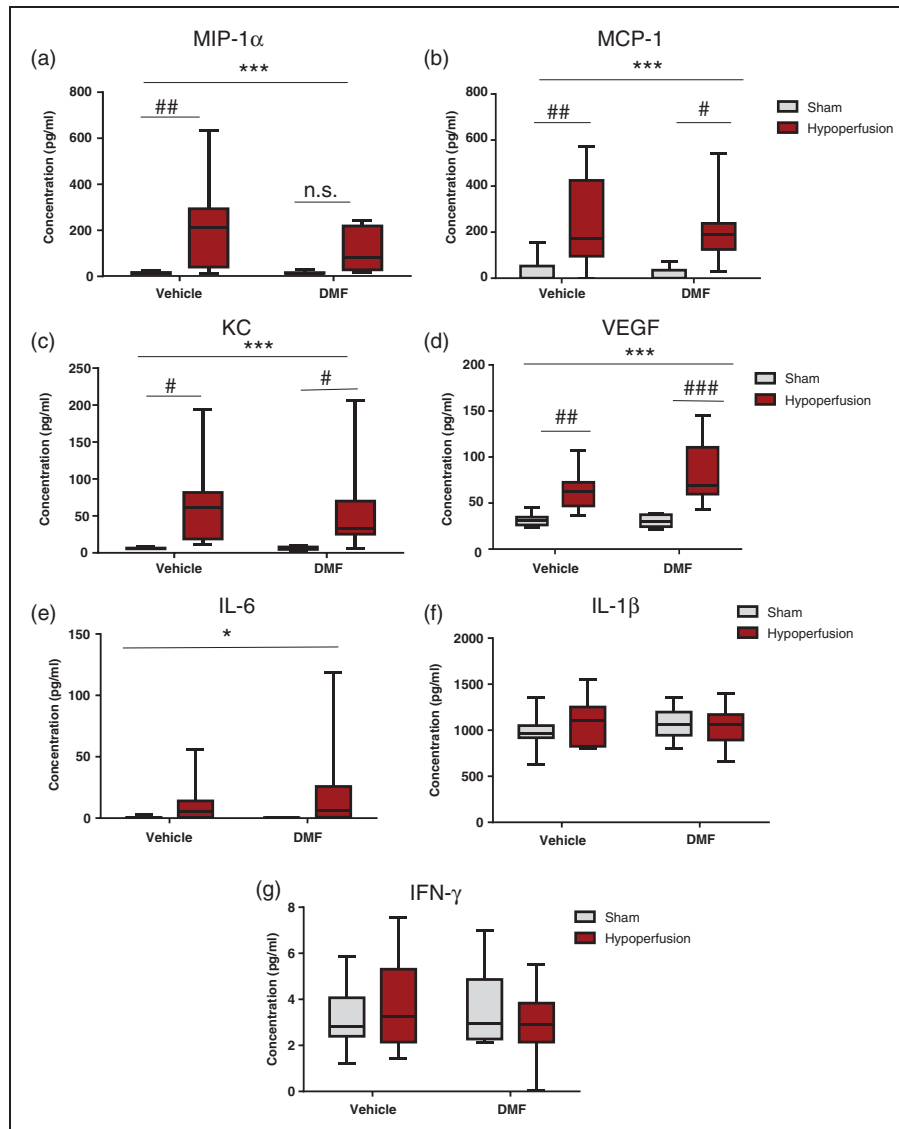 (a) MIP-1α
***
##
n.s.
Concentration (pg/ml)
800
600
400
200
0
Vehicle DMF
(b) MCP-1
***
##
#
Concentration (pg/ml)
800
600
400
200
0
Vehicle DMF
Sham
Hypoperfusion
(c) KC
***
#
#
Concentration (pg/ml)
250
200
150
100
50
0
Vehicle DMF
(d) VEGF
***
##
###
Concentration (pg/ml)
200
150
100
50
0
Vehicle DMF
Sham
Hypoperfusion
(e) IL-6
*
Concentration (pg/ml)
150
100
50
0
Vehicle DMF
(f) IL-1β
Sham
Hypoperfusion
Concentration (pg/ml)
2000
1500
1000
500
0
Vehicle DMF
(g) IFN-γ
Sham
Hypoperfusion
Concentration (pg/ml)
8
6
4
2
0
Vehicle DMF